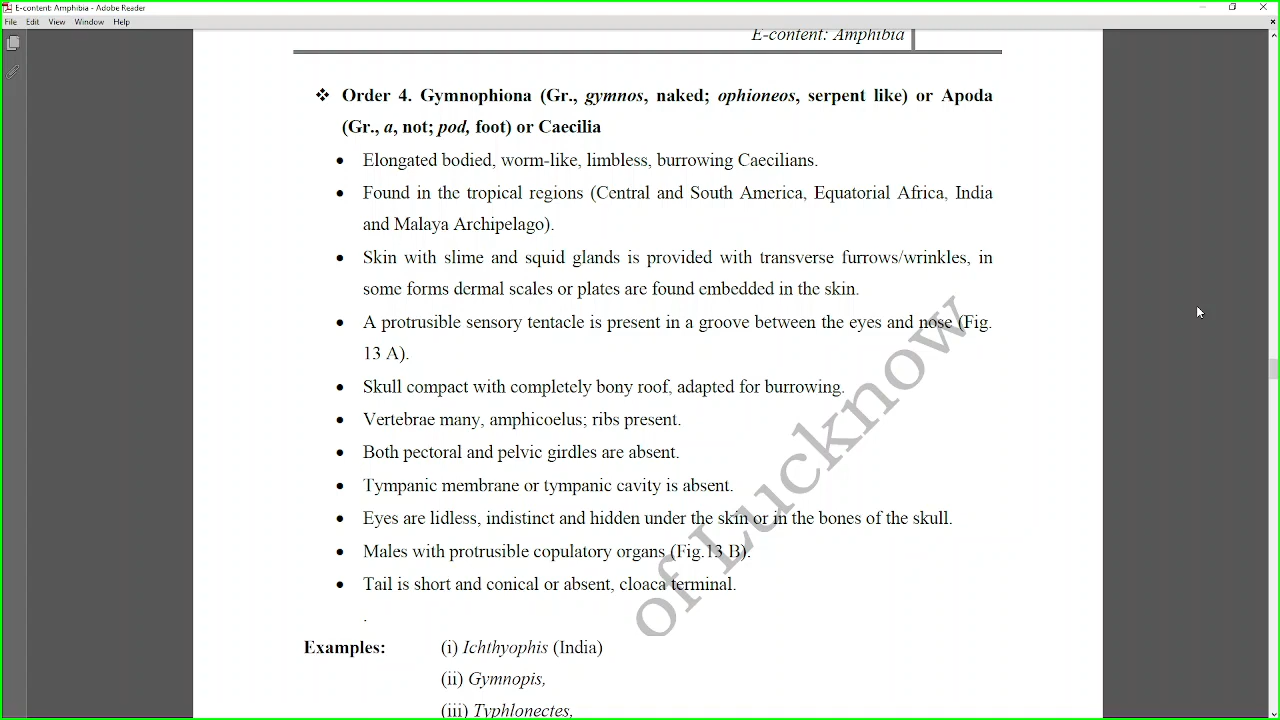 E-content: Amphibia - Adobe Reader
File Edit View Window Help
E-content: Amphibia
❖ Order 4. Gymnophiona (Gr., gymnos, naked; ophioneos, serpent like) or Apoda
(Gr., a, not; pod, foot) or Caecilia
• Elongated bodied, worm-like, limbless, burrowing Caecilians.
• Found in the tropical regions (Central and South America, Equatorial Africa, India
and Malaya Archipelago).
• Skin with slime and squid glands is provided with transverse furrows/wrinkles, in
some forms dermal scales or plates are found embedded in the skin.
• A protrusible sensory tentacle is present in a groove between the eyes and nose (Fig.
13 A).
• Skull compact with completely bony roof, adapted for burrowing.
• Vertebrae many, amphicoelus; ribs present.
• Both pectoral and pelvic girdles are absent.
• Tympanic membrane or tympanic cavity is absent.
• Eyes are lidless, indistinct and hidden under the skin or in the bones of the skull.
• Males with protrusible copulatory organs (Fig.13 B).
• Tail is short and conical or absent, cloaca terminal.
.
Examples: (i) Ichthyophis (India)
(ii) Gymnopis,
(iii) Typhlonectes,
of Lucknow